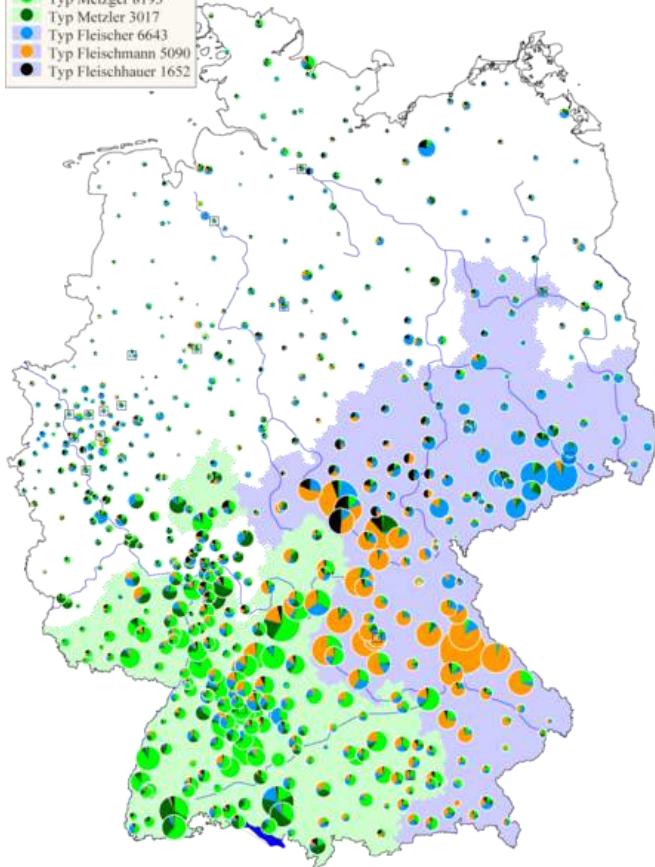 Typ Metzger
Typ Metzler 3017
Typ Fleischer 6643
Typ Fleischmann 5090
Typ Fleischhauer 1652